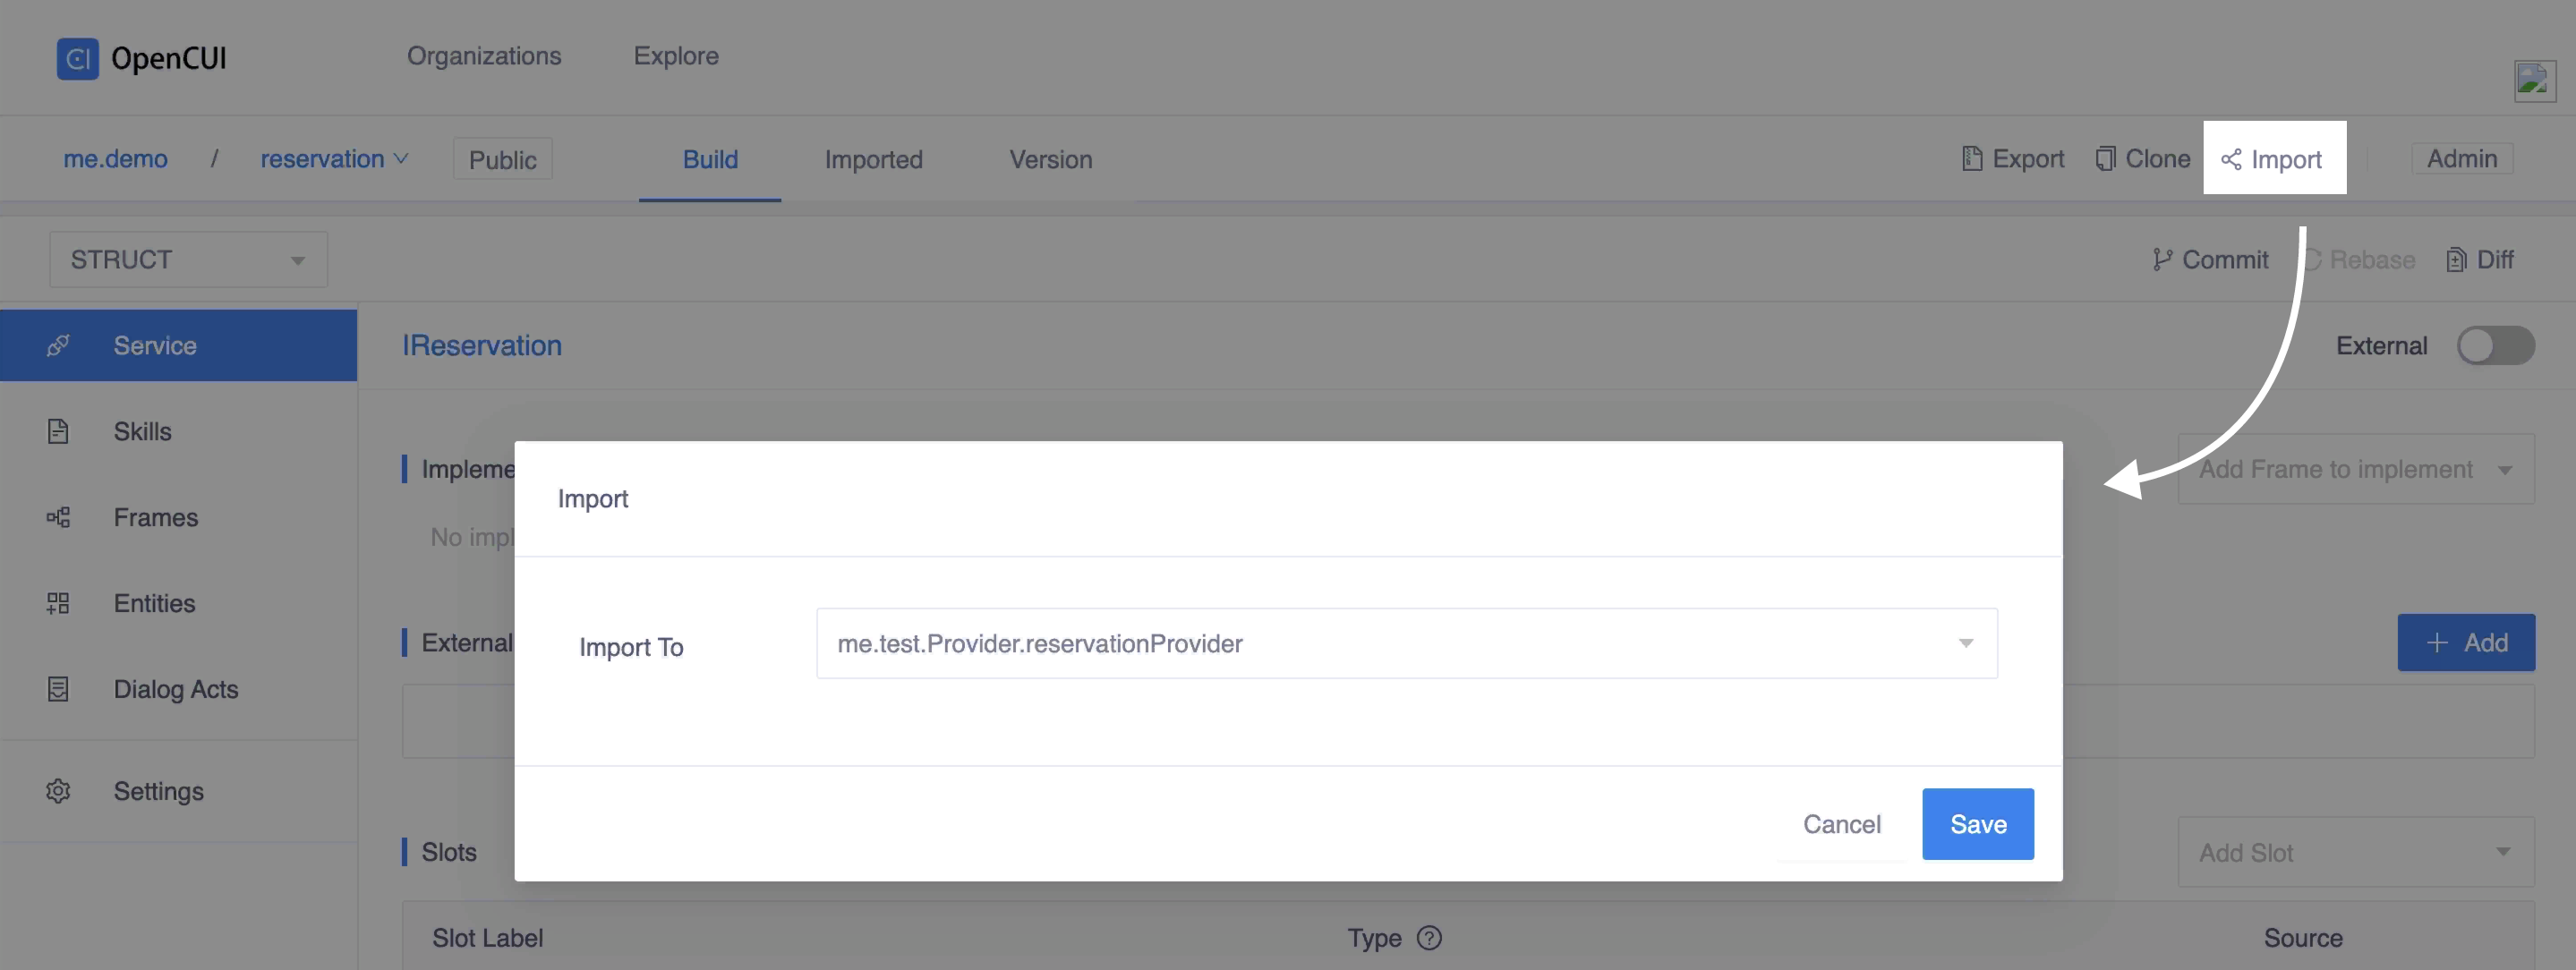 OpenCUI
Organizations
Explore
me.demo / reservation
Public
Build
Imported
Version
Export
Clone
Import
Admin
STRUCT
Commit
Rebase
Diff
Service
IReservation
External
Skills
Impleme
Add Frame to implement
Import
Frames
No impl
Entities
External
Import To
me.test.Provider.reservationProvider
+ Add
Dialog Acts
Settings
Cancel
Save
Slots
Add Slot
Slot Label
Type ?
Source